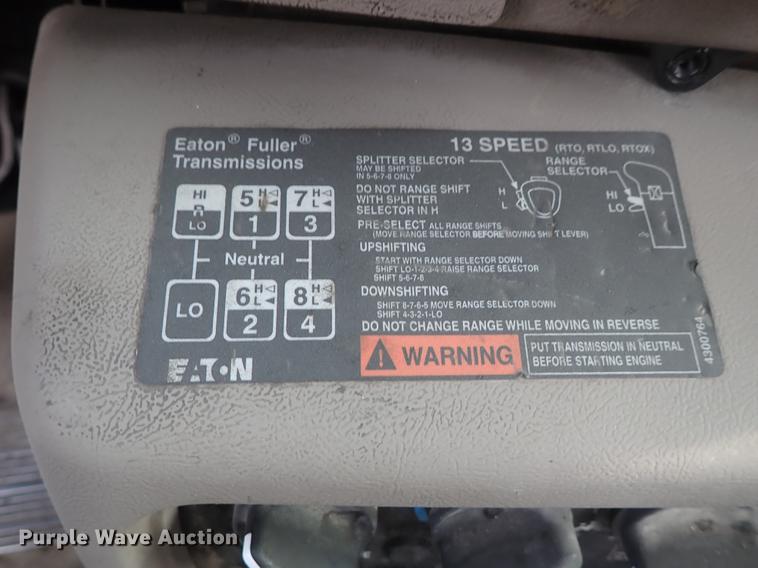 Eaton® Fuller®
Transmissions
13 SPEED (RTO, RTLO, RTOX)
SPLITTER SELECTOR
MAY BE SHIFTED
IN 5-6-7-8 ONLY
RANGE
SELECTOR
H
L
HI
LO
DO NOT RANGE SHIFT
WITH SPLITTER
SELECTOR IN H
PRE-SELECT ALL RANGE SHIFTS
(MOVE RANGE SELECTOR BEFORE MOVING SHIFT LEVER)
UPSHIFTING
START WITH RANGE SELECTOR DOWN
SHIFT LO-1-2-3-4 RAISE RANGE SELECTOR
SHIFT 5-6-7-8
DOWNSHIFTING
SHIFT 8-7-6-5 MOVE RANGE SELECTOR DOWN
SHIFT 4-3-2-1-LO
DO NOT CHANGE RANGE WHILE MOVING IN REVERSE
WARNING
PUT TRANSMISSION IN NEUTRAL
BEFORE STARTING ENGINE
4300764
HI
R
LO
5 H
L
1
7 H
L
3
Neutral
LO
6 H
L
2
8 H
L
4
EATON
Purple Wave Auction